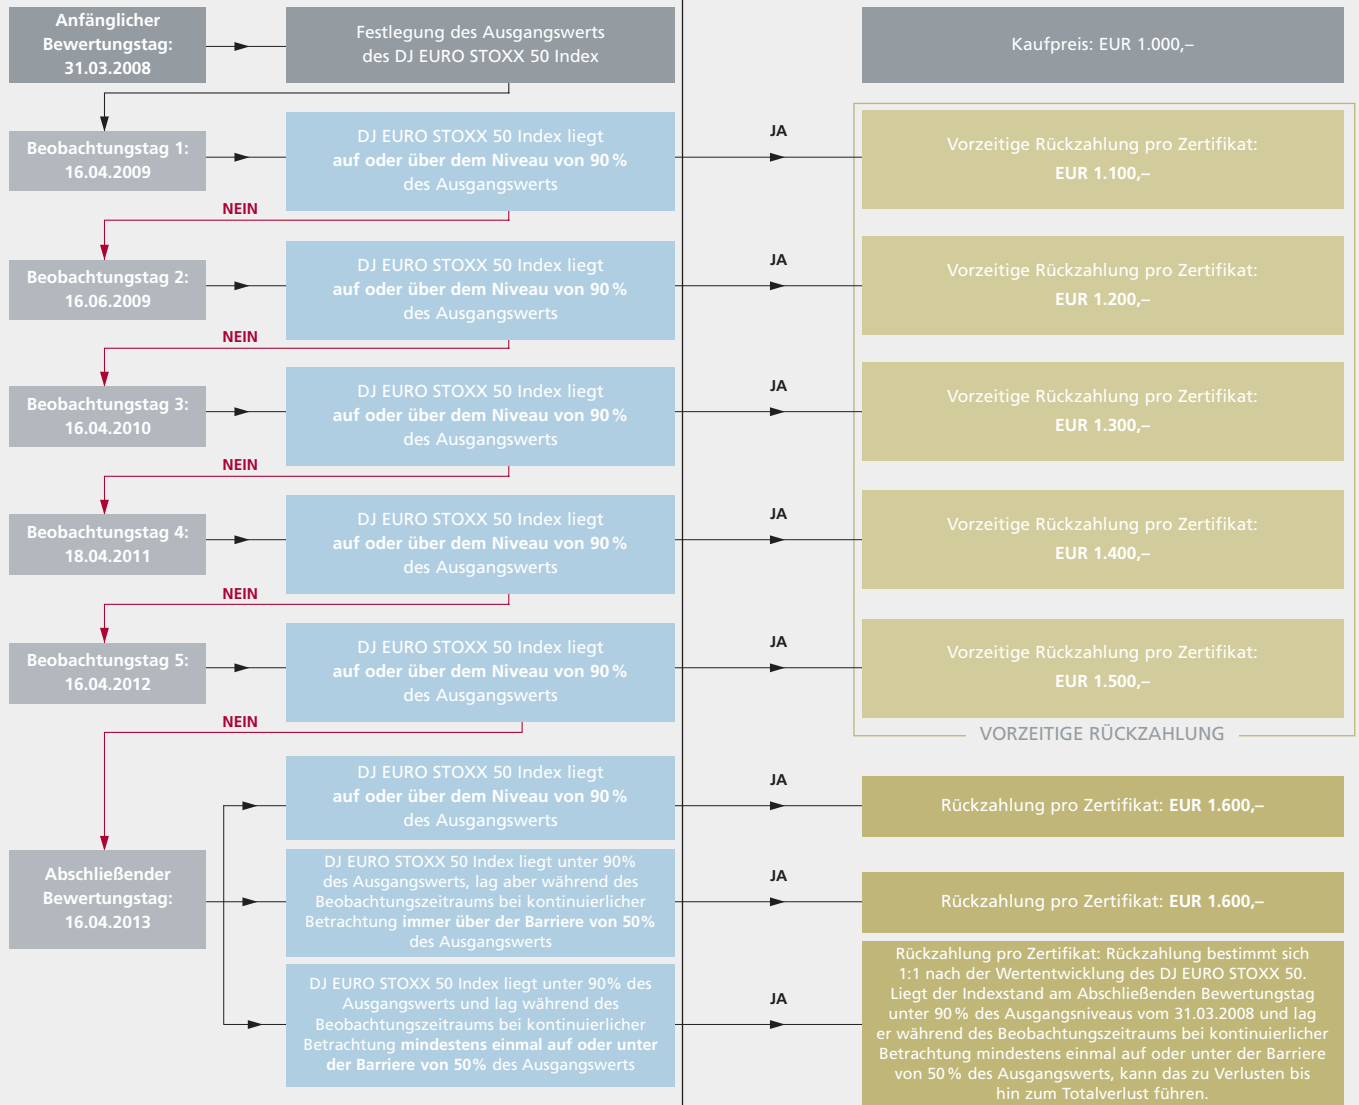 Anfänglicher
Bewertungstag:
31.03.2008
Festlegung des Ausgangswerts
des DJ EURO STOXX 50 Index
Kaufpreis: EUR 1.000,–
Beobachtungstag 1:
16.04.2009
DJ EURO STOXX 50 Index liegt
auf oder über dem Niveau von 90 %
des Ausgangswerts
JA
Vorzeitige Rückzahlung pro Zertifikat:
EUR 1.100,–
NEIN
Beobachtungstag 2:
16.06.2009
DJ EURO STOXX 50 Index liegt
auf oder über dem Niveau von 90 %
des Ausgangswerts
JA
Vorzeitige Rückzahlung pro Zertifikat:
EUR 1.200,–
NEIN
Beobachtungstag 3:
16.04.2010
DJ EURO STOXX 50 Index liegt
auf oder über dem Niveau von 90 %
des Ausgangswerts
JA
Vorzeitige Rückzahlung pro Zertifikat:
EUR 1.300,–
NEIN
Beobachtungstag 4:
18.04.2011
DJ EURO STOXX 50 Index liegt
auf oder über dem Niveau von 90 %
des Ausgangswerts
JA
Vorzeitige Rückzahlung pro Zertifikat:
EUR 1.400,–
NEIN
Beobachtungstag 5:
16.04.2012
DJ EURO STOXX 50 Index liegt
auf oder über dem Niveau von 90 %
des Ausgangswerts
JA
Vorzeitige Rückzahlung pro Zertifikat:
EUR 1.500,–
NEIN
VORZEITIGE RÜCKZAHLUNG
Abschließender
Bewertungstag:
16.04.2013
DJ EURO STOXX 50 Index liegt
auf oder über dem Niveau von 90 %
des Ausgangswerts
JA
Rückzahlung pro Zertifikat: EUR 1.600,–
DJ EURO STOXX 50 Index liegt unter 90%
des Ausgangswerts, lag aber während des
Beobachtungszeitraums bei kontinuierlicher
Betrachtung immer über der Barriere von 50%
des Ausgangswerts
JA
Rückzahlung pro Zertifikat: EUR 1.600,–
DJ EURO STOXX 50 Index liegt unter 90% des
Ausgangswerts und lag während des
Beobachtungszeitraums bei kontinuierlicher
Betrachtung mindestens einmal auf oder unter
der Barriere von 50% des Ausgangswerts
JA
Rückzahlung pro Zertifikat: Rückzahlung bestimmt sich
1:1 nach der Wertentwicklung des DJ EURO STOXX 50.
Liegt der Indexstand am Abschließenden Bewertungstag
unter 90 % des Ausgangsniveaus vom 31.03.2008 und lag
er während des Beobachtungszeitraums bei kontinuierlicher
Betrachtung mindestens einmal auf oder unter der Barriere
von 50 % des Ausgangswerts, kann das zu Verlusten bis
hin zum Totalverlust führen.